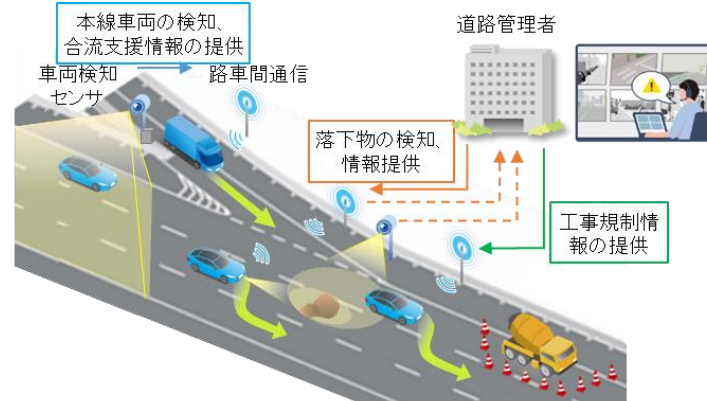 本線車両の検知、
合流支援情報の提供
車両検知
センサ
路車間通信
道路管理者
落下物の検知、
情報提供
工事規制情
報の提供